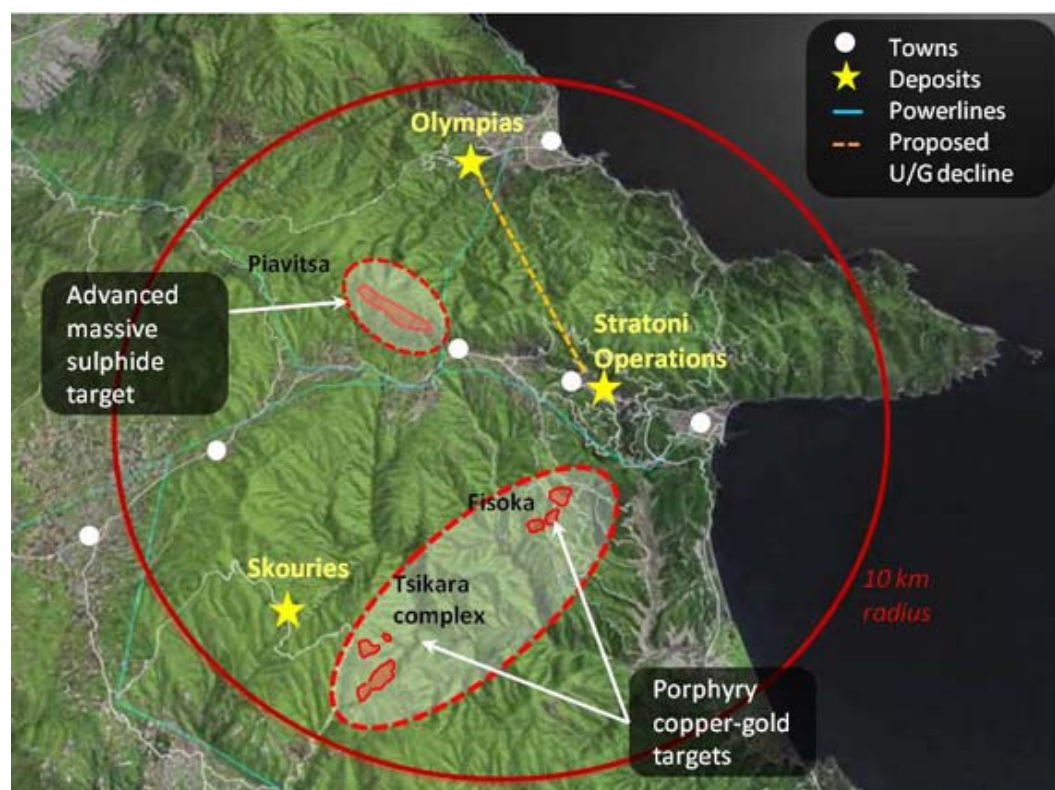 Towns
Deposits
Powerlines
Proposed
U/G decline
Olympias
Piavitsa
Advanced
massive
sulphide
target
Stratoni
Operations
Fisoka
Skouries
Tsikara
complex
10 km
radius
Porphyry
copper-gold
targets